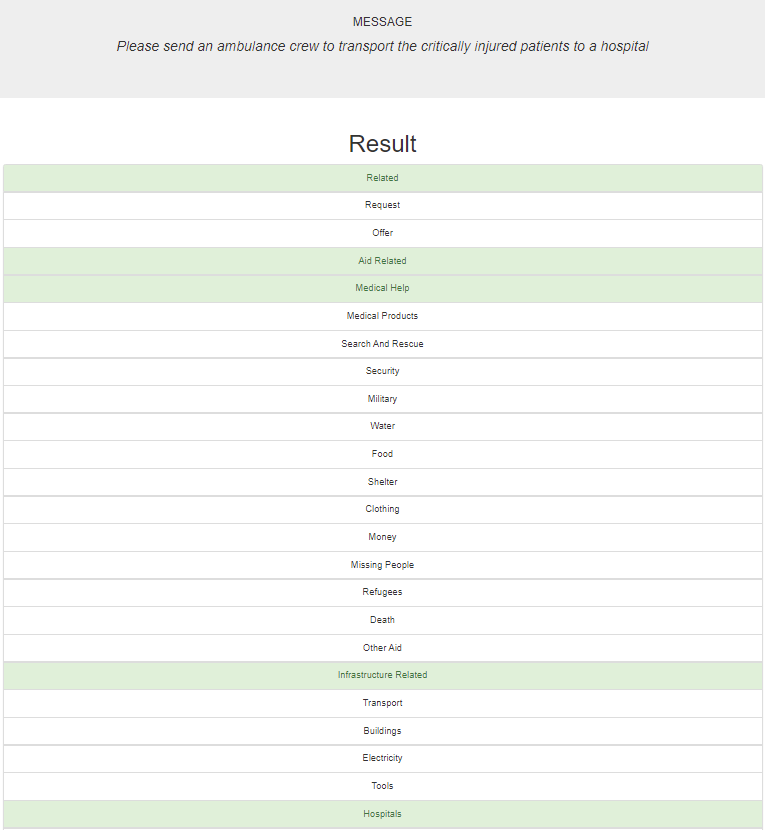 MESSAGE
Please send an ambulance crew to transport the critically injured patients to a hospital
Result
Related
Request
Offer
Aid Related
Medical Help
Medical Products
Search And Rescue
Security
Military
Water
Food
Shelter
Clothing
Money
Missing People
Refugees
Death
Other Aid
Infrastructure Related
Transport
Buildings
Electricity
Tools
Hospitals